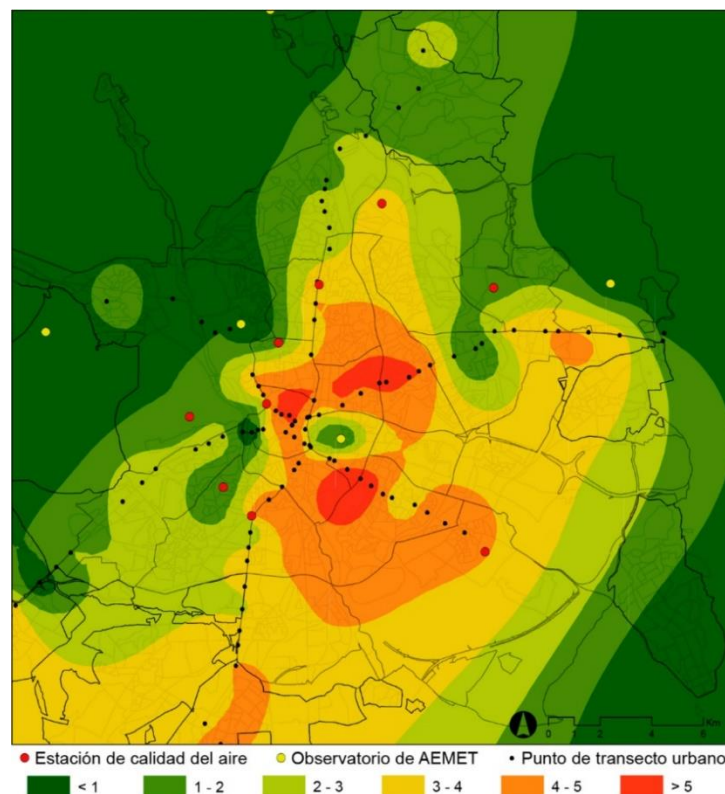 0 2 4 6
Km
Estación de calidad del aire Observatorio de AEMET Punto de transecto urbano
< 1 1 - 2 2 - 3 3 - 4 4 - 5 > 5